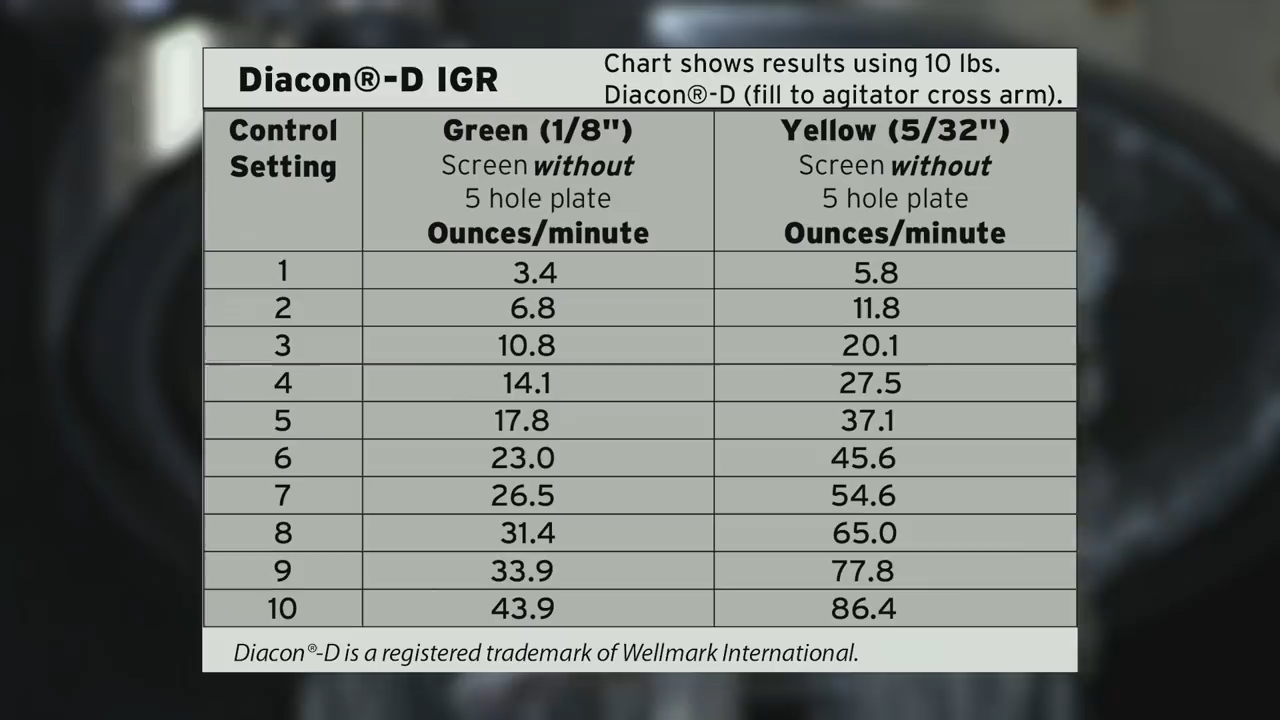 Diacon®-D IGR
Chart shows results using 10 lbs.
Diacon®-D (fill to agitator cross arm).
Control
Setting
Green (1/8")
Screen without
5 hole plate
Ounces/minute
Yellow (5/32")
Screen without
5 hole plate
Ounces/minute
1 3.4 5.8
2 6.8 11.8
3 10.8 20.1
4 14.1 27.5
5 17.8 37.1
6 23.0 45.6
7 26.5 54.6
8 31.4 65.0
9 33.9 77.8
10 43.9 86.4
Diacon®-D is a registered trademark of Wellmark International.